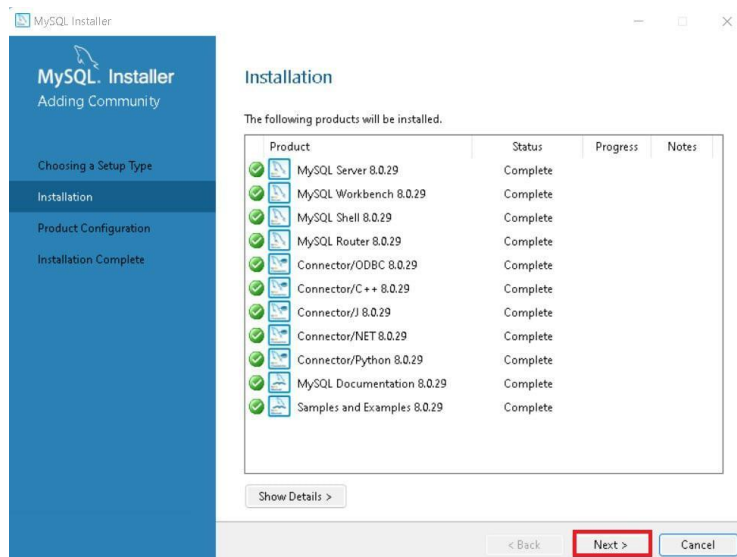 MySQL Installer
MySQL. Installer
Adding Community
Choosing a Setup Type
Installation
Product Configuration
Installation Complete
Installation
The following products will be installed.
Product Status Progress Notes
MySQL Server 8.0.29 Complete
MySQL Workbench 8.0.29 Complete
MySQL Shell 8.0.29 Complete
MySQL Router 8.0.29 Complete
Connector/ODBC 8.0.29 Complete
Connector/C++ 8.0.29 Complete
Connector/J 8.0.29 Complete
Connector/NET 8.0.29 Complete
Connector/Python 8.0.29 Complete
MySQL Documentation 8.0.29 Complete
Samples and Examples 8.0.29 Complete
Show Details >
< Back Next > Cancel